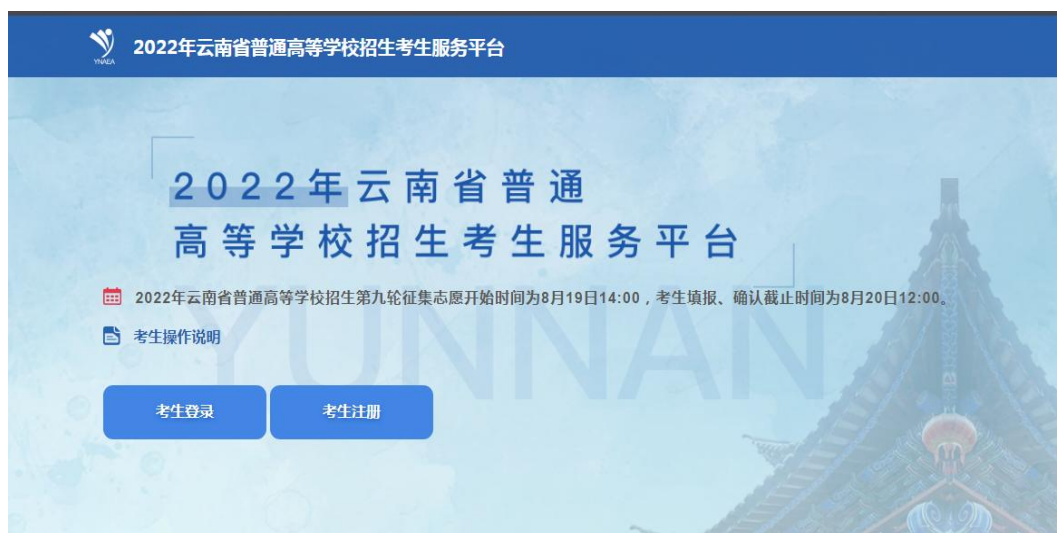 2022年云南省普通高等学校招生考生服务平台
YNAEA
2022年云南省普通
高等学校招生考生服务平台
2022年云南省普通高等学校招生第九轮征集志愿开始时间为8月19日14:00，考生填报、确认截止时间为8月20日12:00。
考生操作说明
YUNNAN
考生登录
考生注册